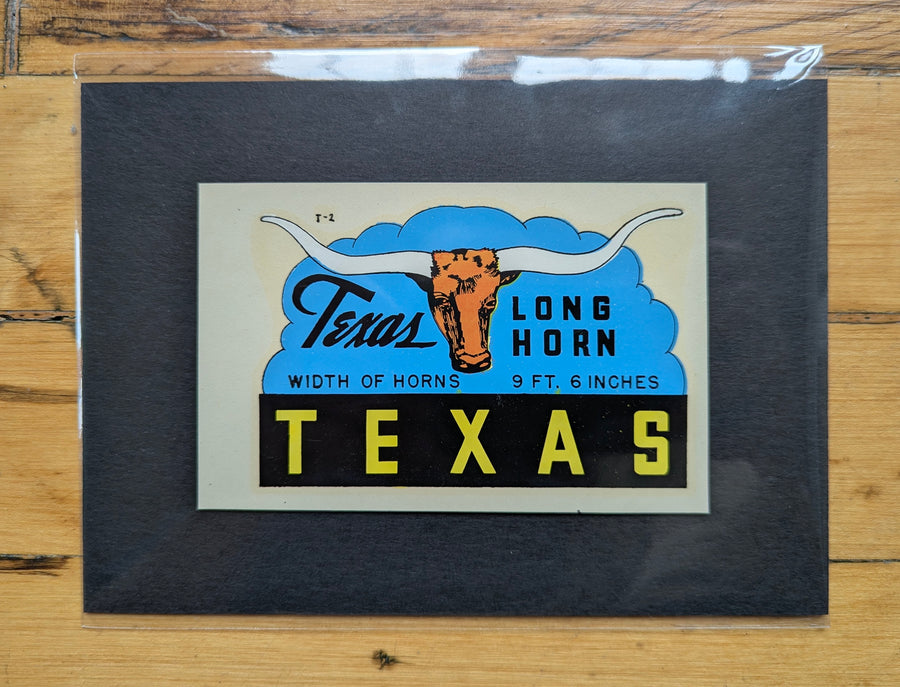 T-2
Texas
LONG
HORN
WIDTH OF HORNS 9 FT. 6 INCHES
TEXAS